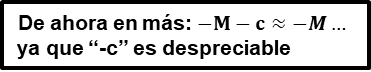 De ahora en más: −M − c ≈ −M ...
ya que “-c” es despreciable